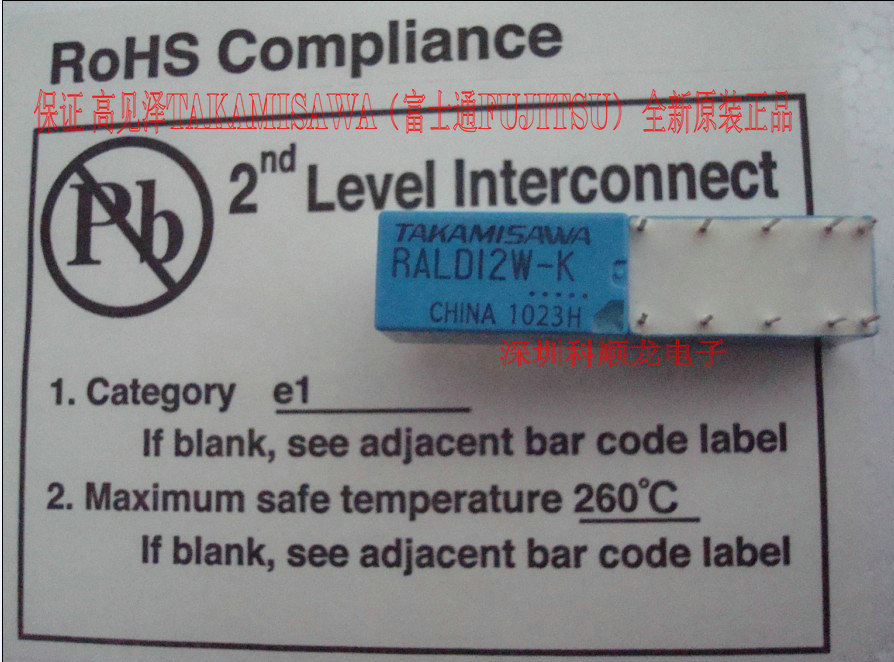 RoHS Compliance
保证 高见泽TAKAMIISAWA（富士通FUJITSU）全新原装正品
Pb
2nd Level Interconnect
TAKAMISAWA
RALD12W-K
CHINA 1023H
深圳科顺龙电子
1. Category e1
If blank, see adjacent bar code label
2. Maximum safe temperature 260°C
If blank, see adjacent bar code label